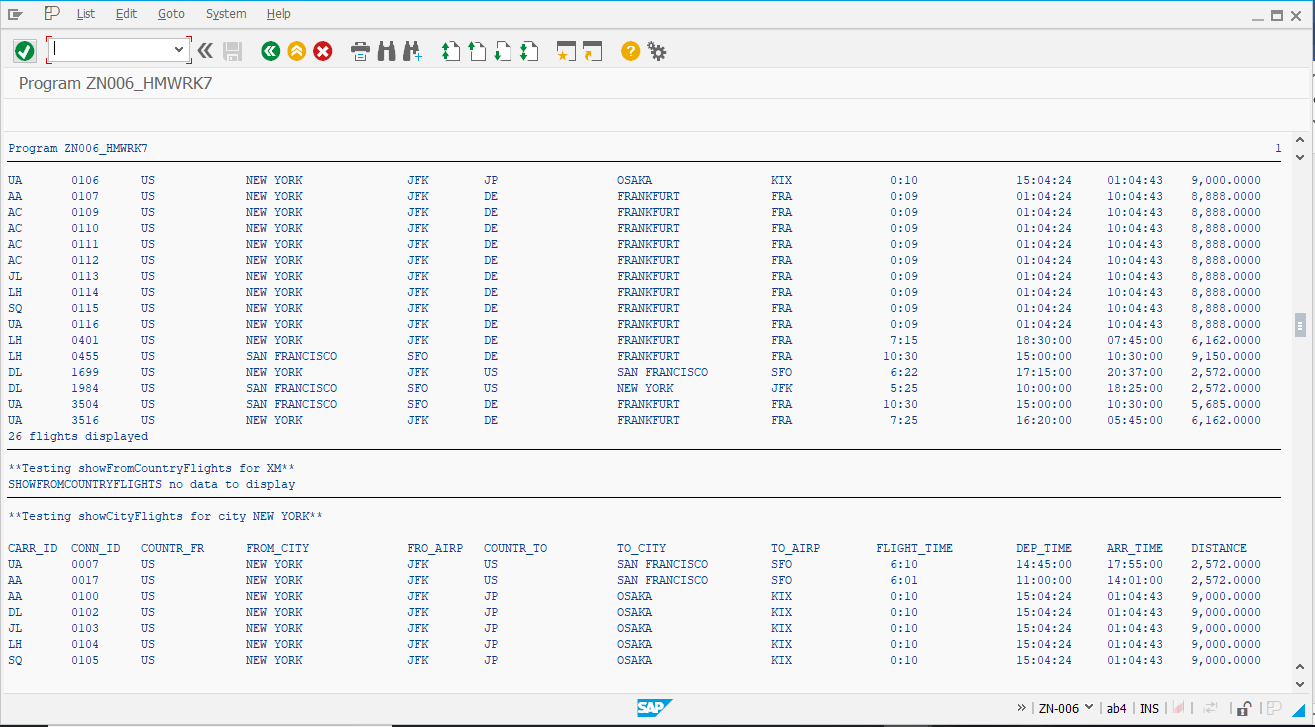 List Edit Goto System Help
Program ZN006_HMWRK7
Program ZN006_HMWRK7 1
UA 0106 US NEW YORK JFK JP OSAKA KIX 0:10 15:04:24 01:04:43 9,000.0000
AA 0107 US NEW YORK JFK DE FRANKFURT FRA 0:09 01:04:24 10:04:43 8,888.0000
AC 0109 US NEW YORK JFK DE FRANKFURT FRA 0:09 01:04:24 10:04:43 8,888.0000
AC 0110 US NEW YORK JFK DE FRANKFURT FRA 0:09 01:04:24 10:04:43 8,888.0000
AC 0111 US NEW YORK JFK DE FRANKFURT FRA 0:09 01:04:24 10:04:43 8,888.0000
AC 0112 US NEW YORK JFK DE FRANKFURT FRA 0:09 01:04:24 10:04:43 8,888.0000
JL 0113 US NEW YORK JFK DE FRANKFURT FRA 0:09 01:04:24 10:04:43 8,888.0000
LH 0114 US NEW YORK JFK DE FRANKFURT FRA 0:09 01:04:24 10:04:43 8,888.0000
SQ 0115 US NEW YORK JFK DE FRANKFURT FRA 0:09 01:04:24 10:04:43 8,888.0000
UA 0116 US NEW YORK JFK DE FRANKFURT FRA 0:09 01:04:24 10:04:43 8,888.0000
LH 0401 US NEW YORK JFK DE FRANKFURT FRA 7:15 18:30:00 07:45:00 6,162.0000
LH 0455 US SAN FRANCISCO SFO DE FRANKFURT FRA 10:30 15:00:00 10:30:00 9,150.0000
DL 1699 US NEW YORK JFK US SAN FRANCISCO SFO 6:22 17:15:00 20:37:00 2,572.0000
DL 1984 US SAN FRANCISCO SFO US NEW YORK JFK 5:25 10:00:00 18:25:00 2,572.0000
UA 3504 US SAN FRANCISCO SFO DE FRANKFURT FRA 10:30 15:00:00 10:30:00 5,685.0000
UA 3516 US NEW YORK JFK DE FRANKFURT FRA 7:25 16:20:00 05:45:00 6,162.0000
26 flights displayed
**Testing showFromCountryFlights for XM**
SHOWFROMCOUNTRYFLIGHTS no data to display
**Testing showCityFlights for city NEW YORK**
CARR_ID CONN_ID COUNTR_FR FROM_CITY FRO_AIRP COUNTR_TO TO_CITY TO_AIRP FLIGHT_TIME DEP_TIME ARR_TIME DISTANCE
UA 0007 US NEW YORK JFK US SAN FRANCISCO SFO 6:10 14:45:00 17:55:00 2,572.0000
AA 0017 US NEW YORK JFK US SAN FRANCISCO SFO 6:01 11:00:00 14:01:00 2,572.0000
AA 0100 US NEW YORK JFK JP OSAKA KIX 0:10 15:04:24 01:04:43 9,000.0000
DL 0102 US NEW YORK JFK JP OSAKA KIX 0:10 15:04:24 01:04:43 9,000.0000
JL 0103 US NEW YORK JFK JP OSAKA KIX 0:10 15:04:24 01:04:43 9,000.0000
LH 0104 US NEW YORK JFK JP OSAKA KIX 0:10 15:04:24 01:04:43 9,000.0000
SQ 0105 US NEW YORK JFK JP OSAKA KIX 0:10 15:04:24 01:04:43 9,000.0000
SAP ZN-006 ab4 INS